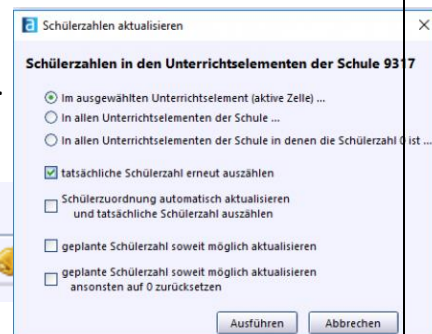 Schülerzahlen aktualisieren
Schülerzahlen in den Unterrichtselementen der Schule 9317
Im ausgewählten Unterrichtselement (aktive Zelle) ...
In allen Unterrichtselementen der Schule ...
In allen Unterrichtselementen der Schule in denen die Schülerzahl 0 ist ...
tatsächliche Schülerzahl erneut auszählen
Schülerzuordnung automatisch aktualisieren
und tatsächliche Schülerzahl auszählen
geplante Schülerzahl soweit möglich aktualisieren
geplante Schülerzahl soweit möglich aktualisieren
ansonsten auf 0 zurücksetzen
Ausführen Abbrechen